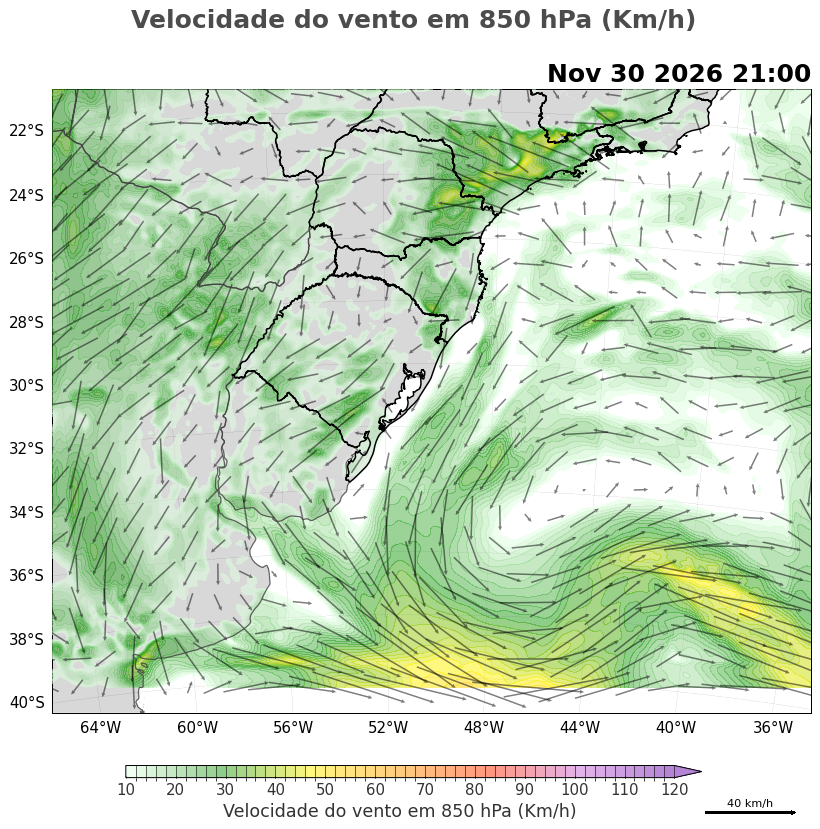 Velocidade do vento em 850 hPa (Km/h)
Nov 30 2026 21:00
22°S
24°S
26°S
28°S
30°S
32°S
34°S
36°S
38°S
40°S
64°W 60°W 56°W 52°W 48°W 44°W 40°W 36°W
10 20 30 40 50 60 70 80 90 100 110 120
Velocidade do vento em 850 hPa (Km/h)
40 km/h